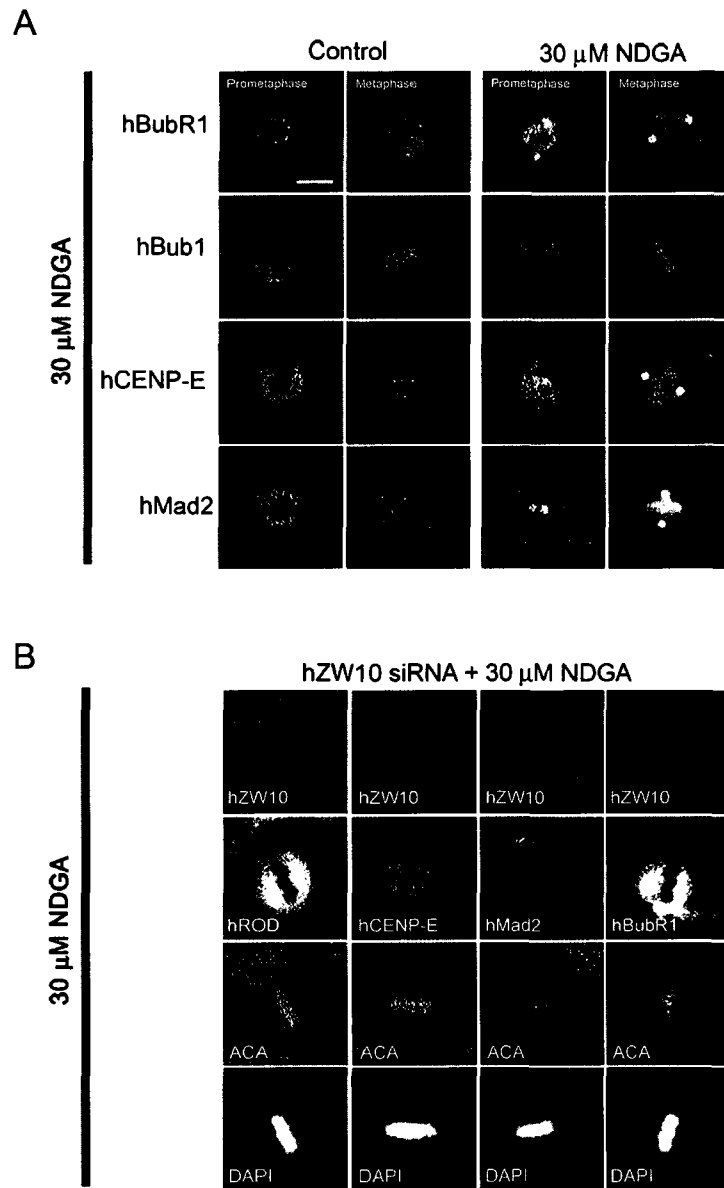 A
Control 30 µM NDGA
Prometaphase Metaphase Prometaphase Metaphase
hBubR1
hBub1
30 µM NDGA
hCENP-E
hMad2
B
hZW10 siRNA + 30 µM NDGA
hZW10 hZW10 hZW10 hZW10
30 µM NDGA
hROD hCENP-E hMad2 hBubR1
ACA ACA ACA ACA
DAPI DAPI DAPI DAPI